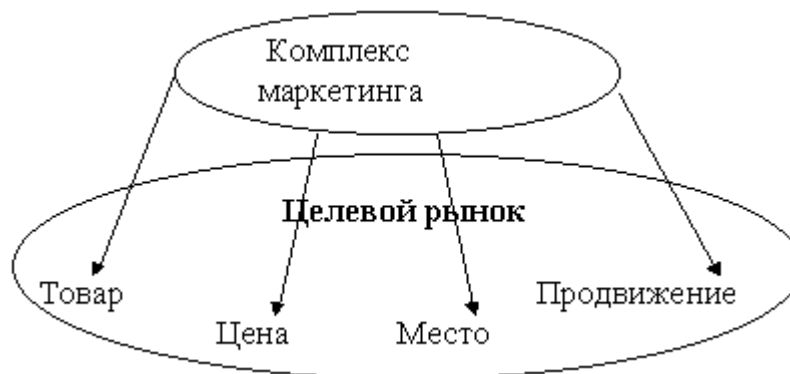 Комплекс
маркетинга
Целевой рынок
Товар
Продвижение
Цена
Место